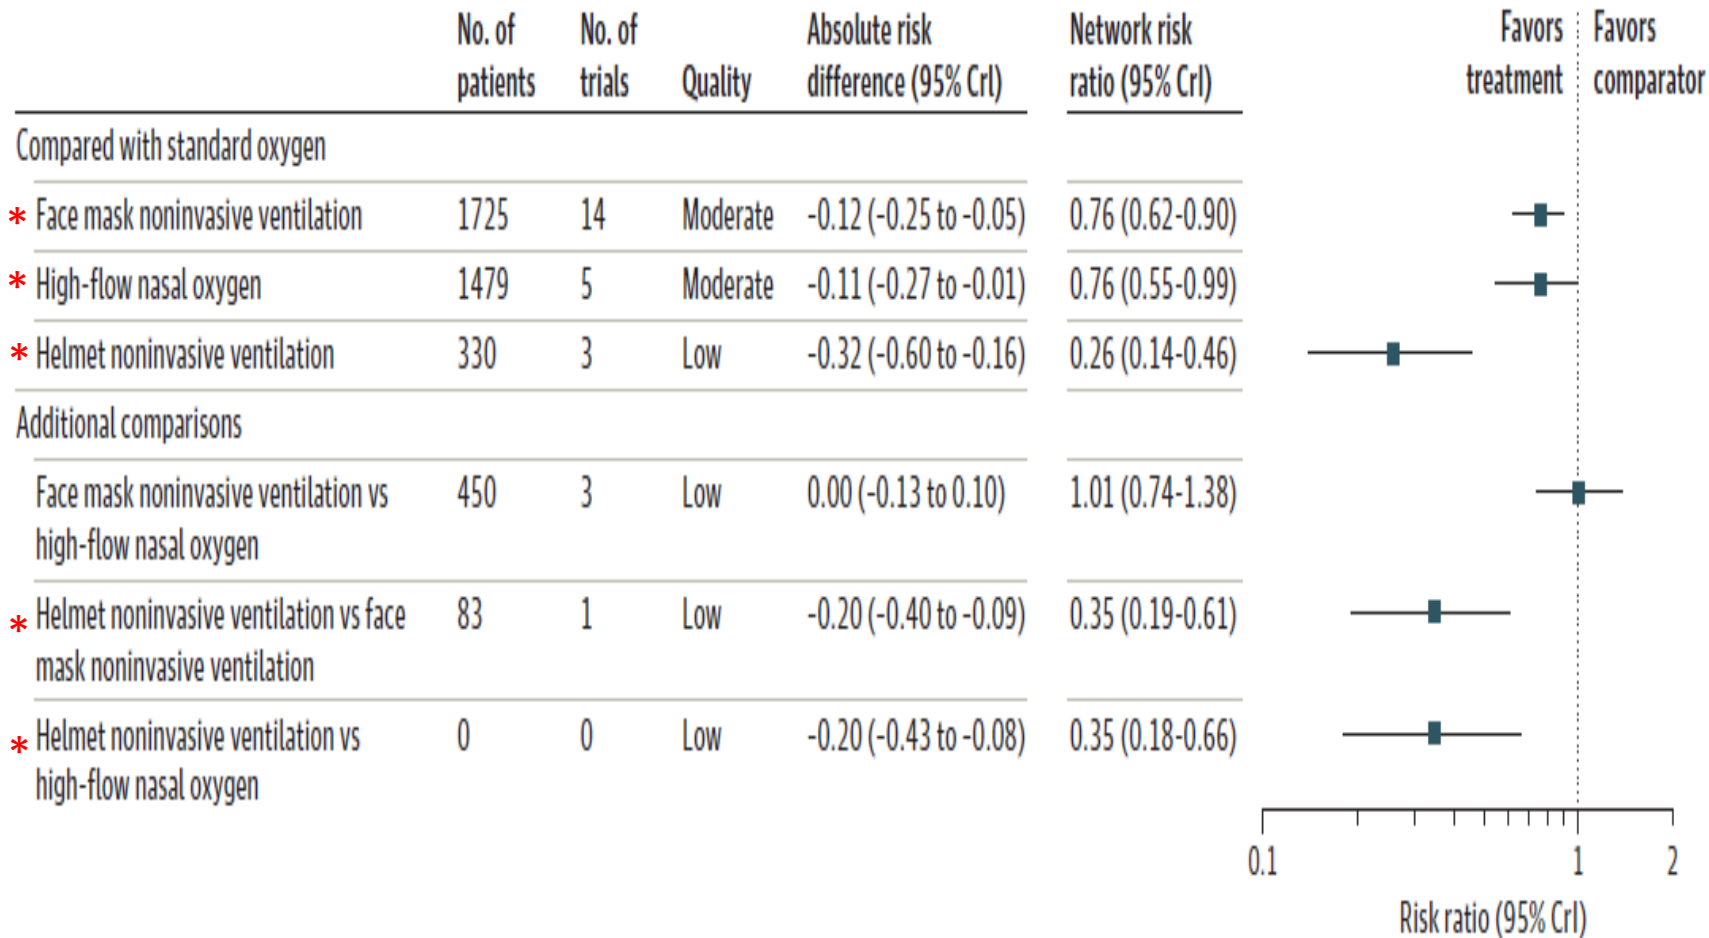 No. of patients No. of trials Quality Absolute risk difference (95% CrI) Network risk ratio (95% CrI) Favors treatment Favors comparator
Compared with standard oxygen
* Face mask noninvasive ventilation 1725 14 Moderate -0.12 (-0.25 to -0.05) 0.76 (0.62-0.90)
* High-flow nasal oxygen 1479 5 Moderate -0.11 (-0.27 to -0.01) 0.76 (0.55-0.99)
* Helmet noninvasive ventilation 330 3 Low -0.32 (-0.60 to -0.16) 0.26 (0.14-0.46)
Additional comparisons
Face mask noninvasive ventilation vs 450 3 Low 0.00 (-0.13 to 0.10) 1.01 (0.74-1.38)
high-flow nasal oxygen
* Helmet noninvasive ventilation vs face 83 1 Low -0.20 (-0.40 to -0.09) 0.35 (0.19-0.61)
mask noninvasive ventilation
* Helmet noninvasive ventilation vs 0 0 Low -0.20 (-0.43 to -0.08) 0.35 (0.18-0.66)
high-flow nasal oxygen
0.1 1 2
Risk ratio (95% CrI)